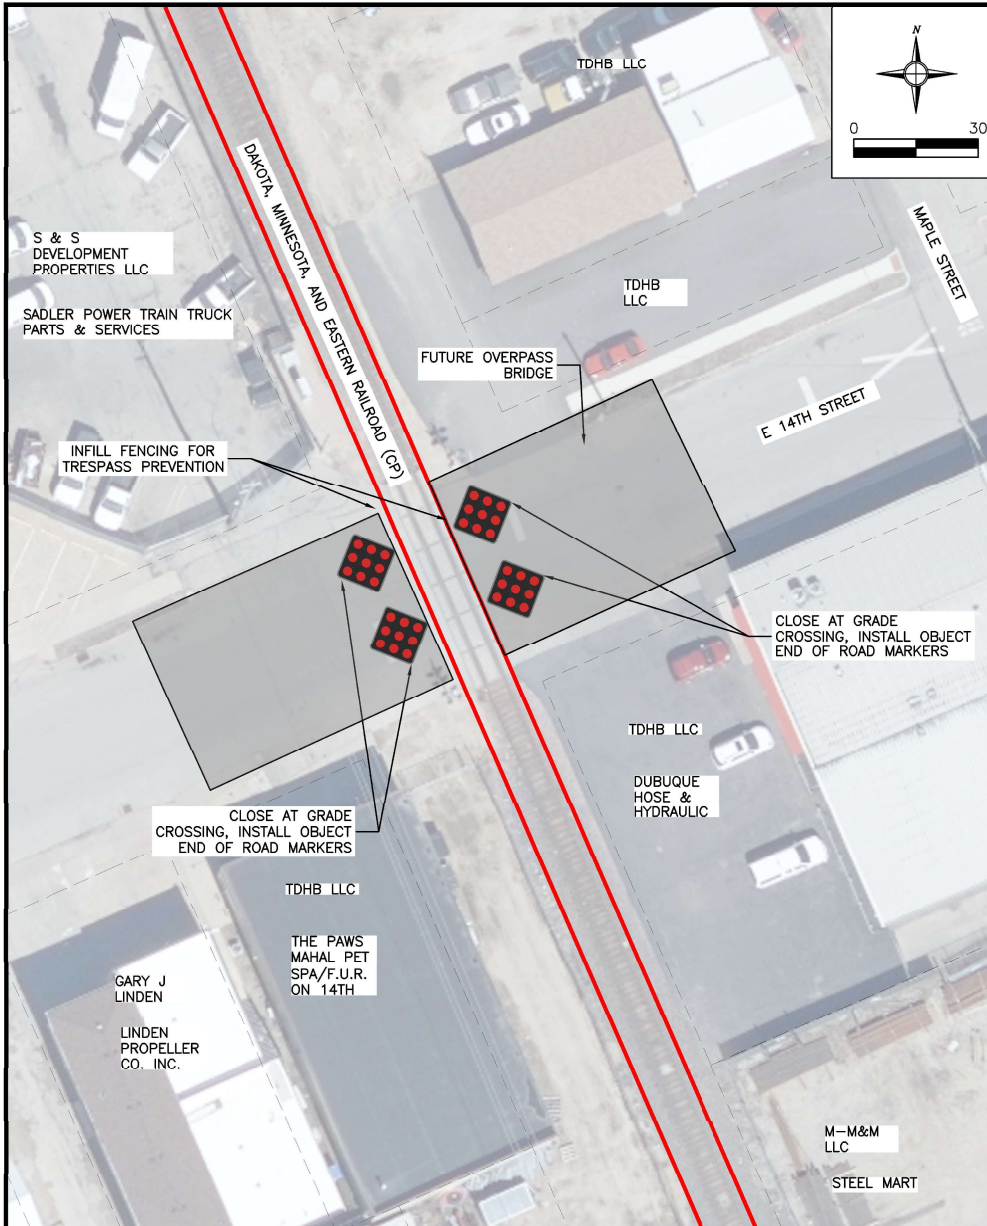 N
0
30
TDHB LLC
DAKOTA, MINNESOTA, AND EASTERN RAILROAD (CP)
MAPLE STREET
S & S
DEVELOPMENT
PROPERTIES LLC
SADLER POWER TRAIN TRUCK
PARTS & SERVICES
TDHB
LLC
FUTURE OVERPASS
BRIDGE
E 14TH STREET
INFILL FENCING FOR
TRESPASS PREVENTION
CLOSE AT GRADE
CROSSING, INSTALL OBJECT
END OF ROAD MARKERS
TDHB LLC
DUBUQUE
HOSE &
HYDRAULIC
CLOSE AT GRADE
CROSSING, INSTALL OBJECT
END OF ROAD MARKERS
TDHB LLC
THE PAWS
MAHAL PET
SPA/F.U.R.
ON 14TH
GARY J
LINDEN
LINDEN
PROPELLER
CO. INC.
M-M&M
LLC
STEEL MART